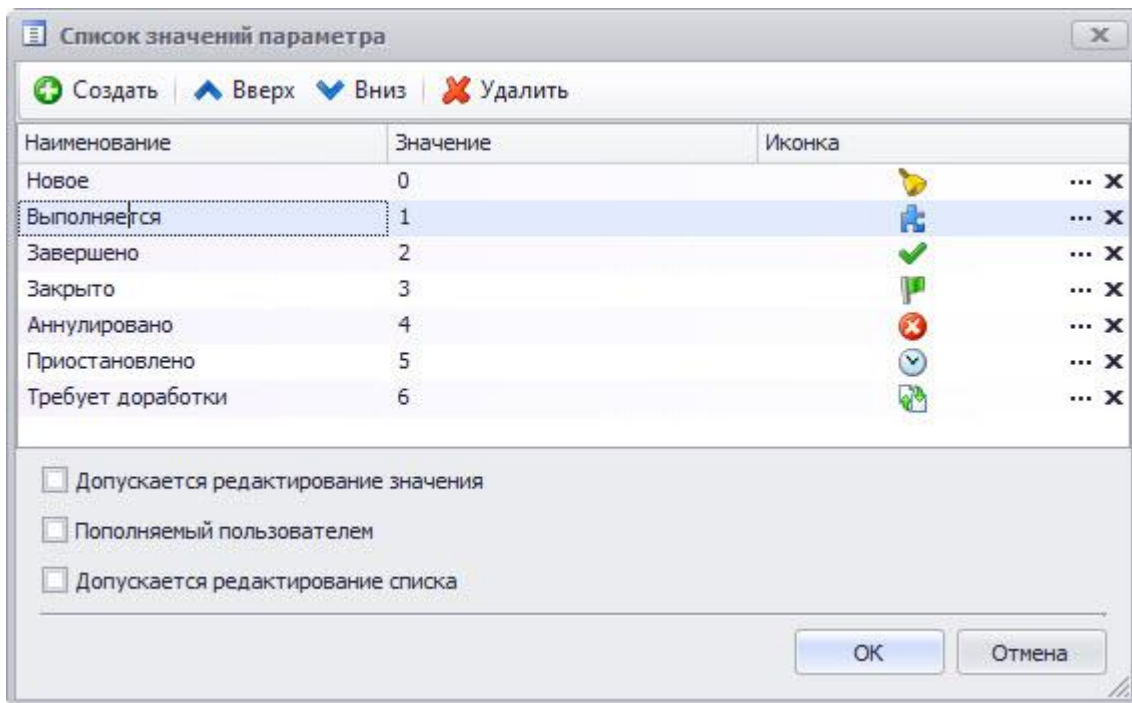 Список значений параметра
Создать Вверх Вниз Удалить
Наименование Значение Иконка
Новое 0
Выполняется 1
Завершено 2
Закрыто 3
Аннулировано 4
Приостановлено 5
Требует доработки 6
Допускается редактирование значения
Пополняемый пользователем
Допускается редактирование списка
ОК Отмена